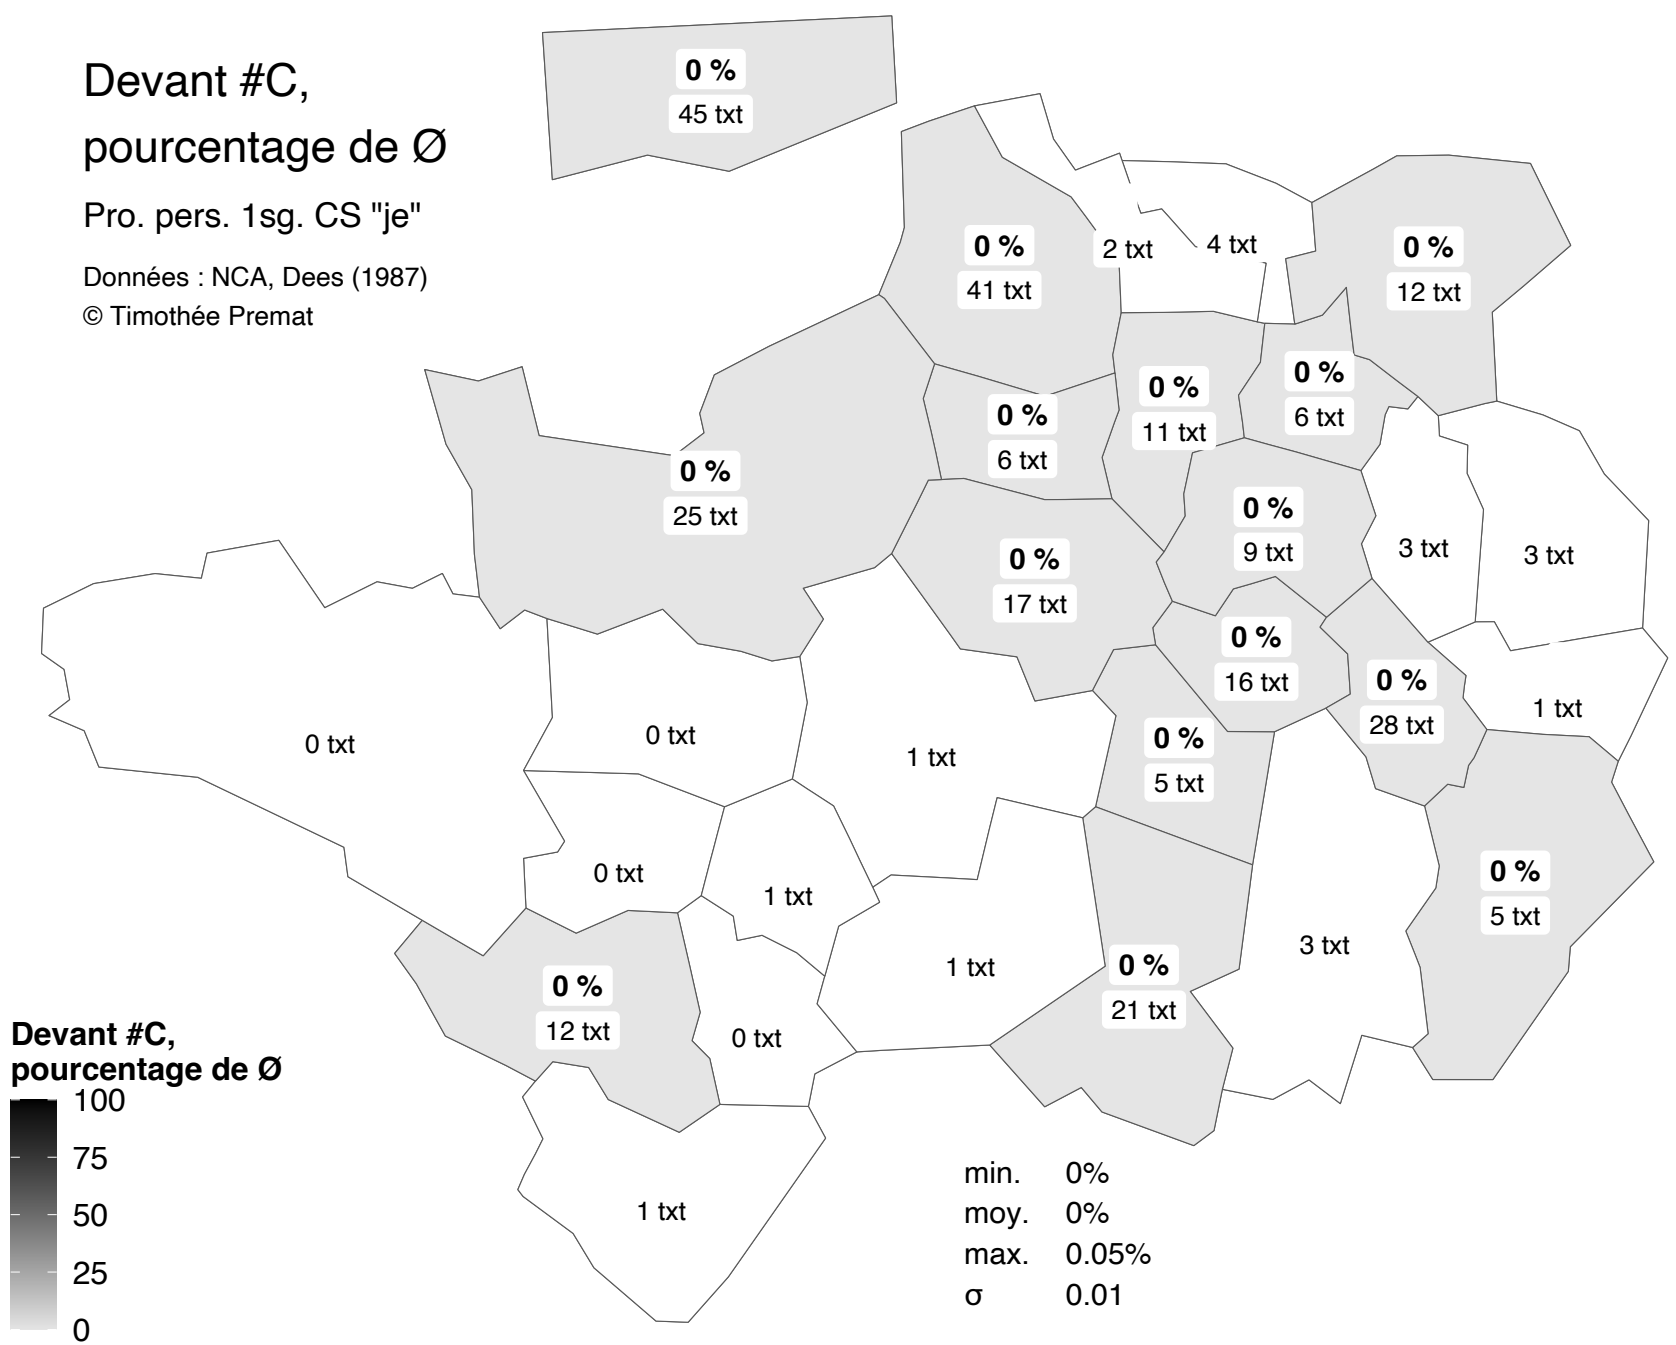 Devant #C,
pourcentage de Ø
Pro. pers. 1sg. CS "je"
Données : NCA, Dees (1987)
© Timothée Premat
0 %
45 txt
0 %
41 txt
2 txt
4 txt
0 %
12 txt
0 %
11 txt
0 %
6 txt
0 %
6 txt
0 %
25 txt
0 %
9 txt
3 txt
3 txt
0 %
17 txt
0 %
16 txt
0 %
28 txt
1 txt
0 txt
0 txt
1 txt
0 %
5 txt
0 txt
1 txt
0 %
5 txt
3 txt
1 txt
0 %
21 txt
0 %
12 txt
0 txt
1 txt
Devant #C,
pourcentage de Ø
100
75
50
25
0
min. 0%
moy. 0%
max. 0.05%
σ 0.01